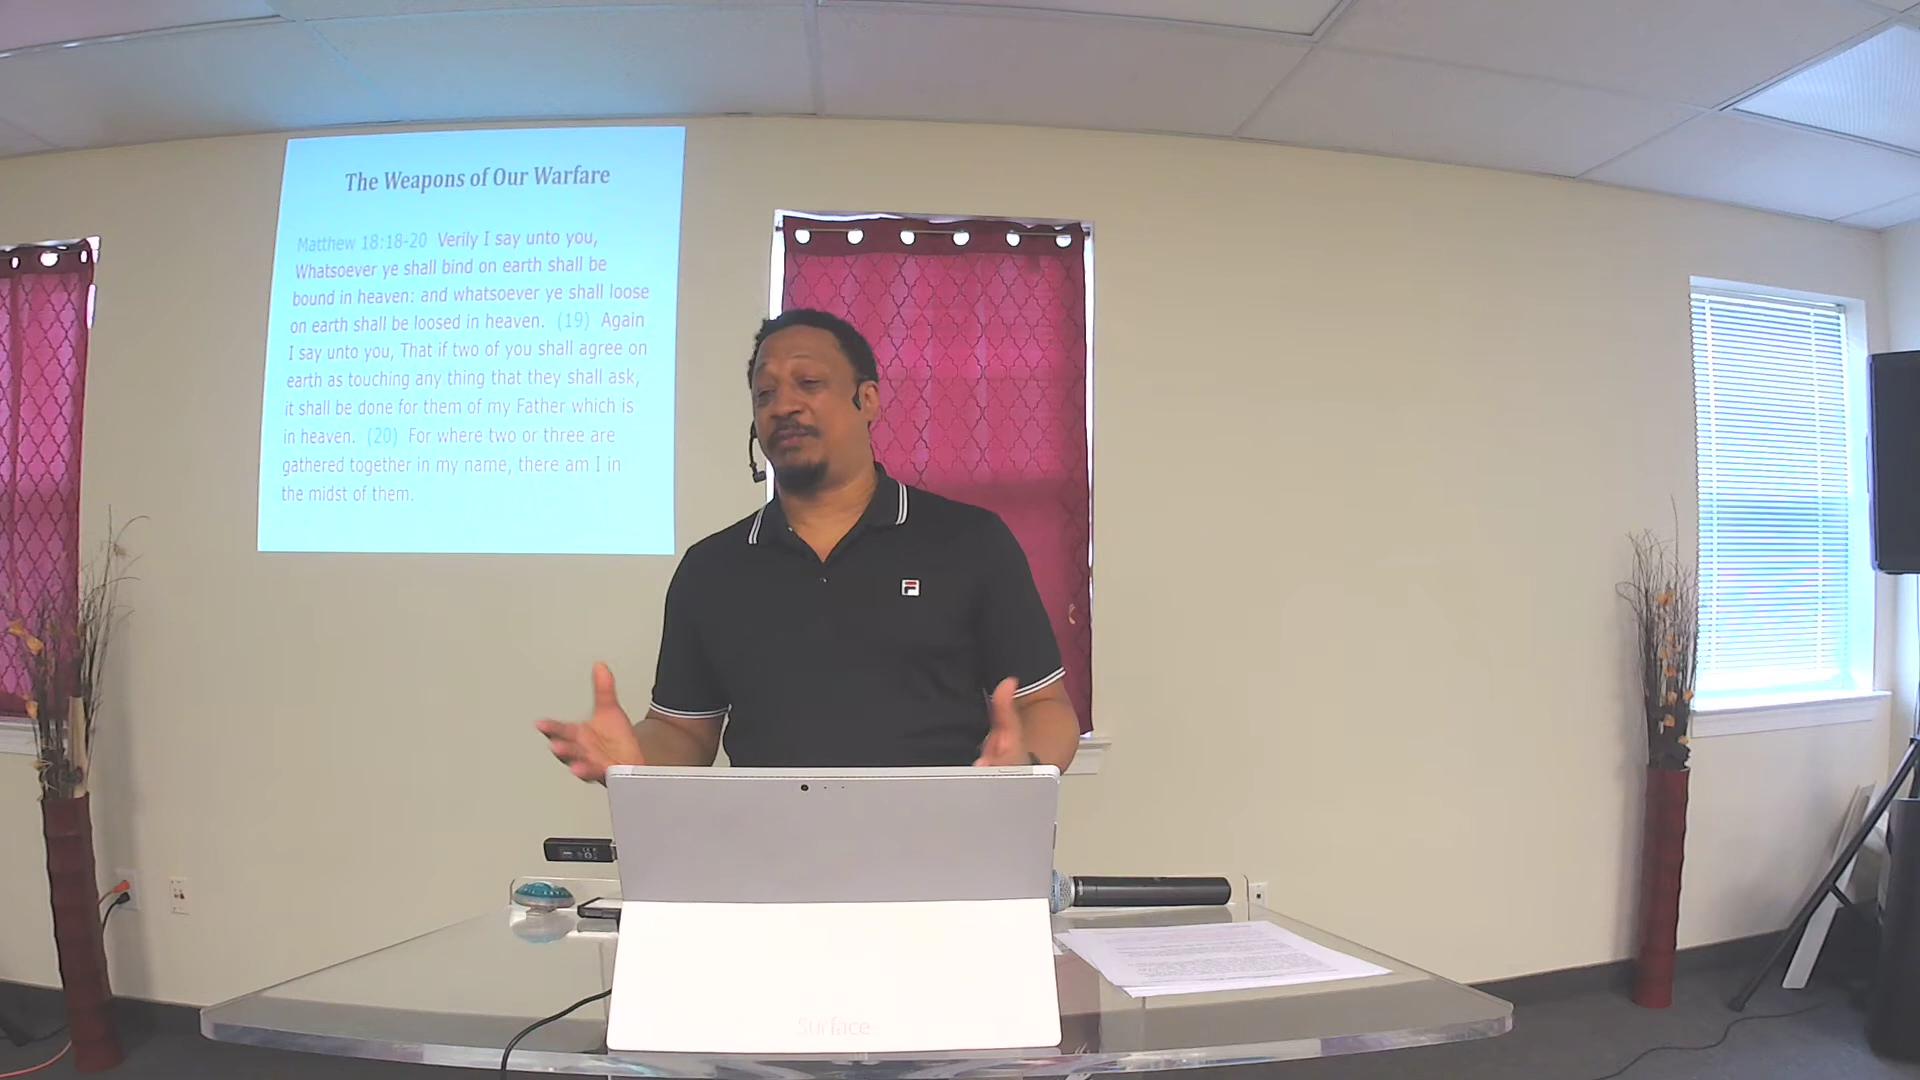 The Weapons of Our Warfare
Matthew 18:18-20 Verily I say unto you,
Whatsoever ye shall bind on earth shall be
bound in heaven: and whatsoever ye shall loose
on earth shall be loosed in heaven. (19) Again
I say unto you, That if two of you shall agree on
earth as touching any thing that they shall ask,
it shall be done for them of my Father which is
in heaven. (20) For where two or three are
gathered together in my name, there am I in
the midst of them.
Surface